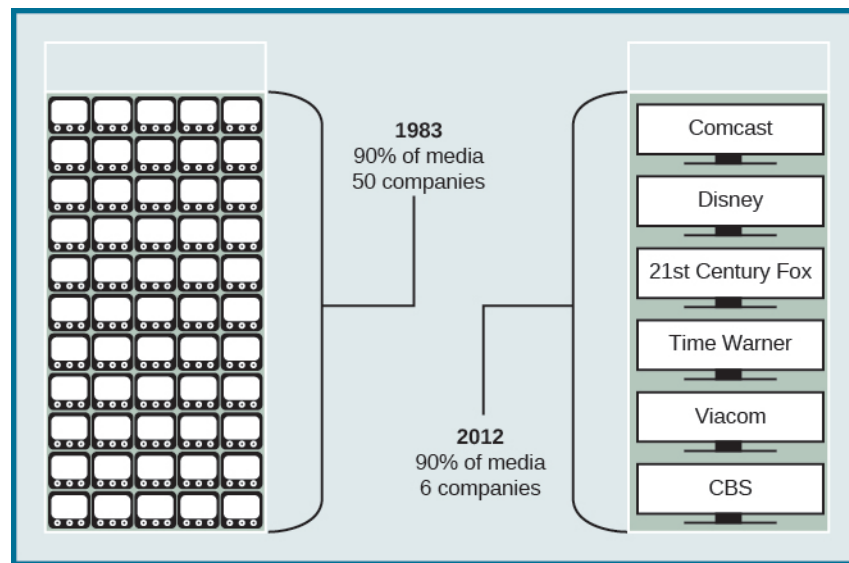 1983
90% of media
50 companies
2012
90% of media
6 companies
Comcast
Disney
21st Century Fox
Time Warner
Viacom
CBS